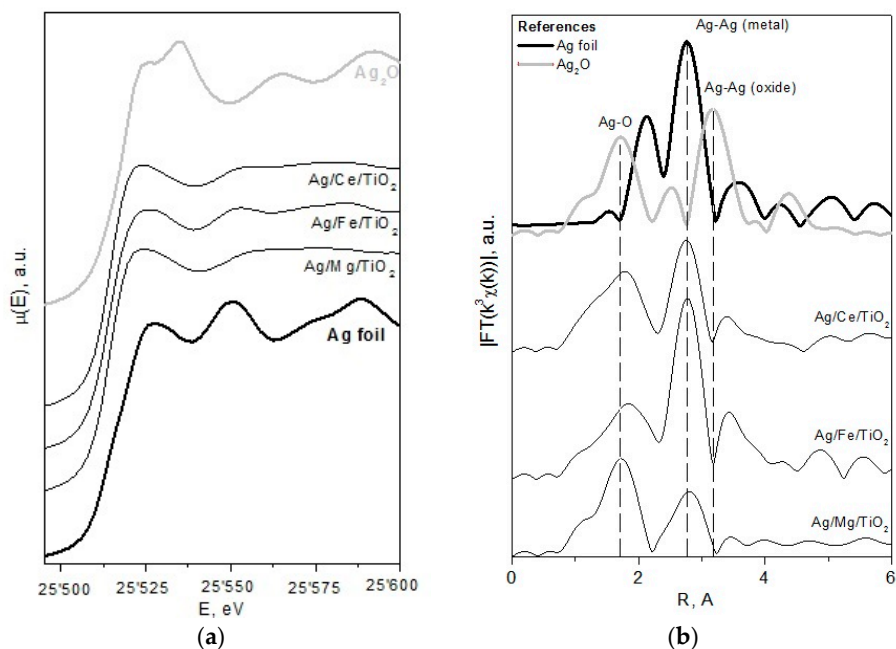 Ag₂O
Ag/Ce/TiO₂
Ag/Fe/TiO₂
Ag/Mg/TiO₂
Ag foil
μ(E), a.u.
25'500 25'525 25'550 25'575 25'600
E, eV
(a)
References
Ag foil
Ag₂O
Ag-Ag (metal)
Ag-Ag (oxide)
Ag-O
Ag/Ce/TiO₂
Ag/Fe/TiO₂
Ag/Mg/TiO₂
|FT(k³χ(k))|, a.u.
0 2 4 6
R, A
(b)